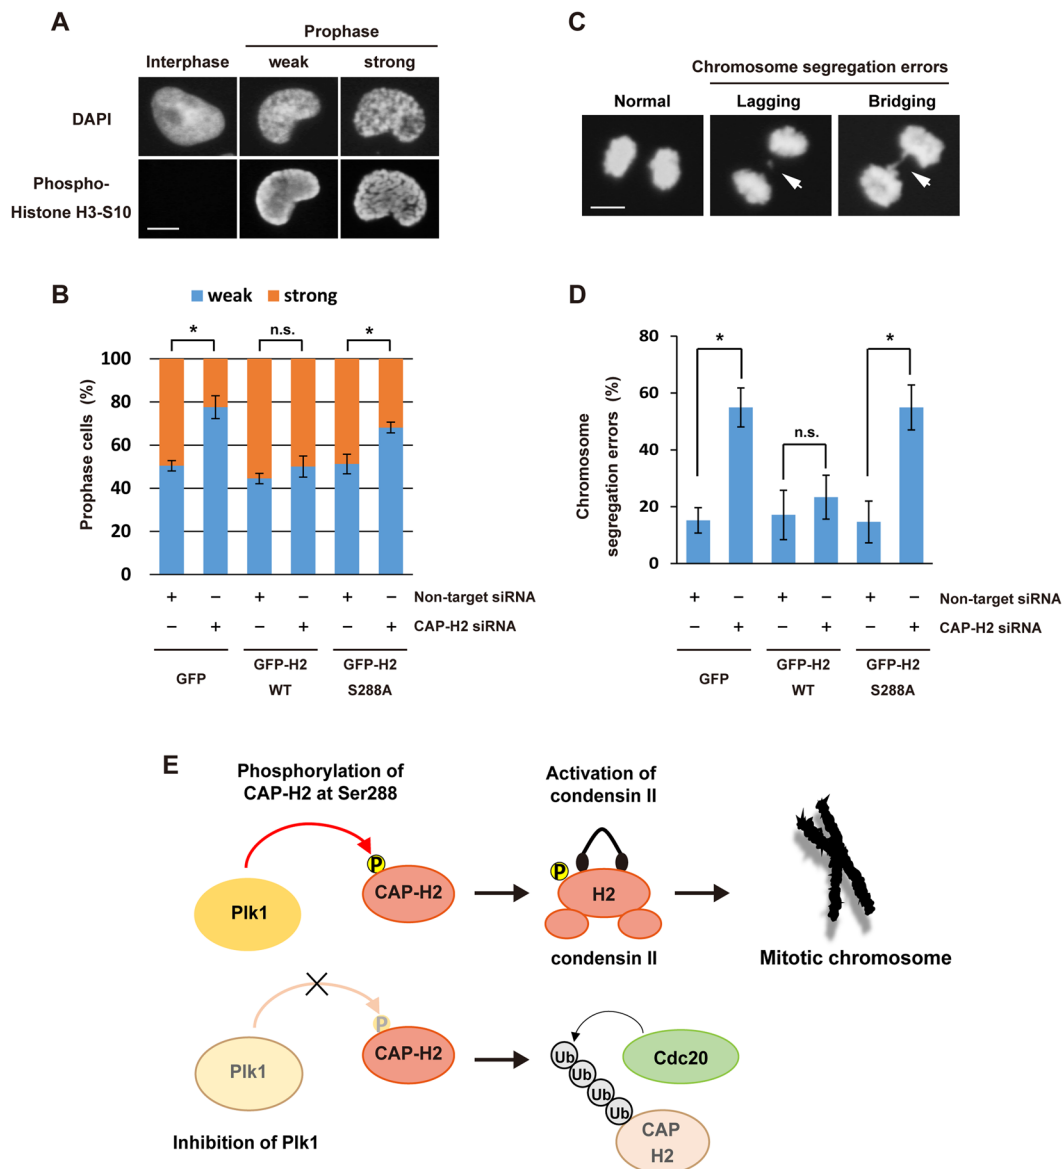 A
Prophase
Interphase
weak
strong
DAPI
Phospho-
Histone H3-S10
C
Chromosome segregation errors
Normal
Lagging
Bridging
B
weak
strong
*
n.s.
*
100
80
60
40
20
0
Prophase cells (%)
+ – + – + –
Non-target siRNA
– + – + – +
CAP-H2 siRNA
GFP
GFP-H2
WT
GFP-H2
S288A
D
80
60
40
20
0
Chromosome
segregation errors
(%)
*
n.s.
*
+ – + – + –
Non-target siRNA
– + – + – +
CAP-H2 siRNA
GFP
GFP-H2
WT
GFP-H2
S288A
E
Phosphorylation of
CAP-H2 at Ser288
Plk1
P
CAP-H2
Activation of
condensin II
P
H2
condensin II
Mitotic chromosome
Plk1
P
CAP-H2
Inhibition of Plk1
Ub
Ub
Ub
Ub
Cdc20
CAP
H2